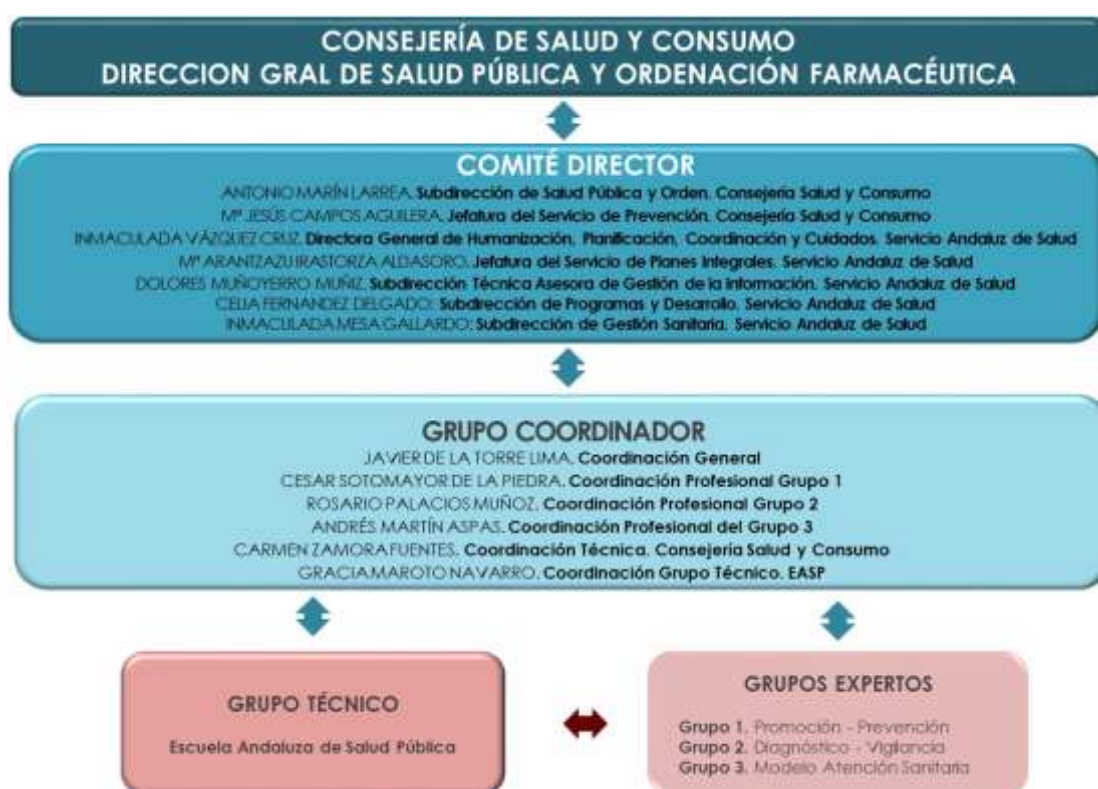 CONSEJERÍA DE SALUD Y CONSUMO
DIRECCION GRAL DE SALUD PÚBLICA Y ORDENACIÓN FARMACÉUTICA
COMITÉ DIRECTOR
ANTONIO MARÍN LARREA. Subdirección de Salud Pública y Orden. Consejería Salud y Consumo
Mª JESÚS CAMPOS AGUILERA. Jefatura del Servicio de Prevención. Consejería Salud y Consumo
INMACULADA VÁZQUEZ CRUZ. Directora General de Humanización, Planificación, Coordinación y Cuidados. Servicio Andaluz de Salud
Mª ARANTZAZU IRASTORZA ALDASORO. Jefatura del Servicio de Planes Integrales. Servicio Andaluz de Salud
DOLORES MUÑOYERRO MUÑIZ. Subdirección Técnica Asesora de Gestión de la Información. Servicio Andaluz de Salud
CELIA FERNANDEZ DELGADO: Subdirección de Programas y Desarrollo. Servicio Andaluz de Salud
INMACULADA MESA GALLARDO: Subdirección de Gestión Sanitaria. Servicio Andaluz de Salud
GRUPO COORDINADOR
JAVIER DE LA TORRE LIMA. Coordinación General
CESAR SOTOMAYOR DE LA PIEDRA. Coordinación Profesional Grupo 1
ROSARIO PALACIOS MUÑOZ. Coordinación Profesional Grupo 2
ANDRÉS MARTÍN ASPAS. Coordinación Profesional del Grupo 3
CARMEN ZAMORA FUENTES. Coordinación Técnica. Consejería Salud y Consumo
GRACIA MAROTO NAVARRO. Coordinación Grupo Técnico. EASP
GRUPO TÉCNICO
Escuela Andaluza de Salud Pública
GRUPOS EXPERTOS
Grupo 1. Promoción - Prevención
Grupo 2. Diagnóstico - Vigilancia
Grupo 3. Modelo Atención Sanitaria